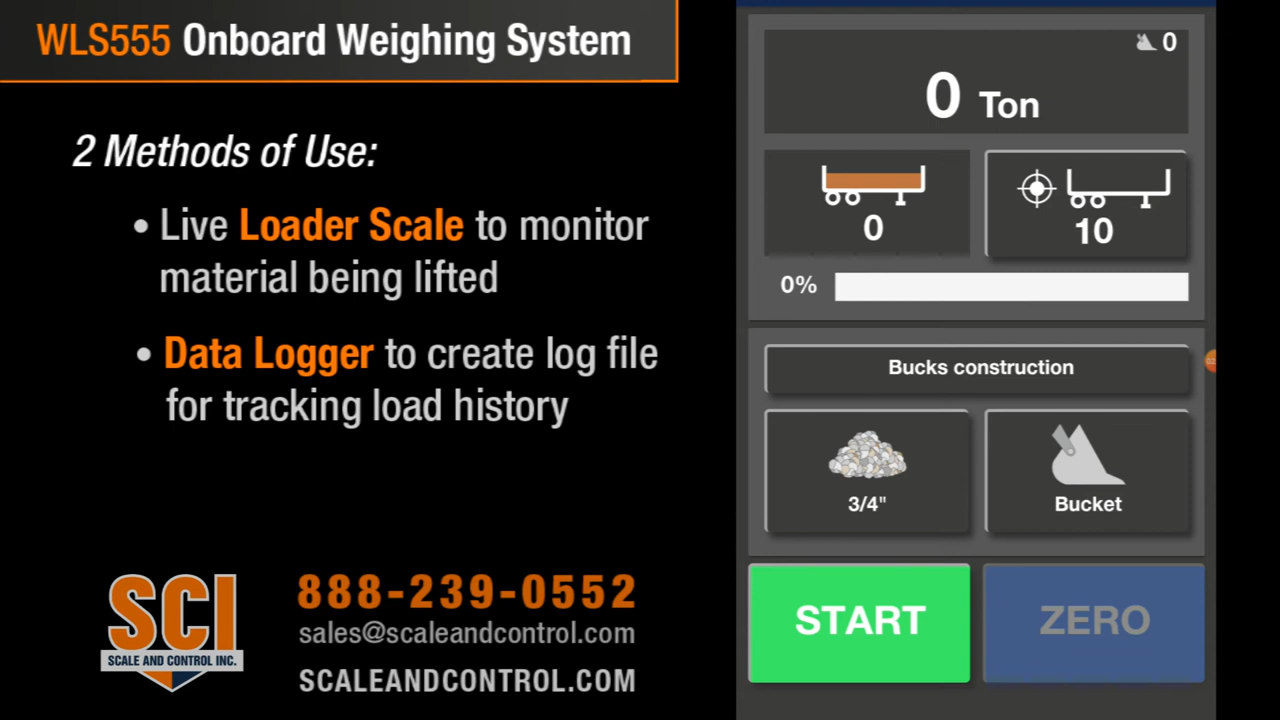 WLS555 Onboard Weighing System
2 Methods of Use:
• Live Loader Scale to monitor
material being lifted
• Data Logger to create log file
for tracking load history
SCI
SCALE AND CONTROL INC.
888-239-0552
sales@scaleandcontrol.com
SCALEANDCONTROL.COM
0
0 Ton
0
10
0%
Bucks construction
3/4"
Bucket
START
ZERO